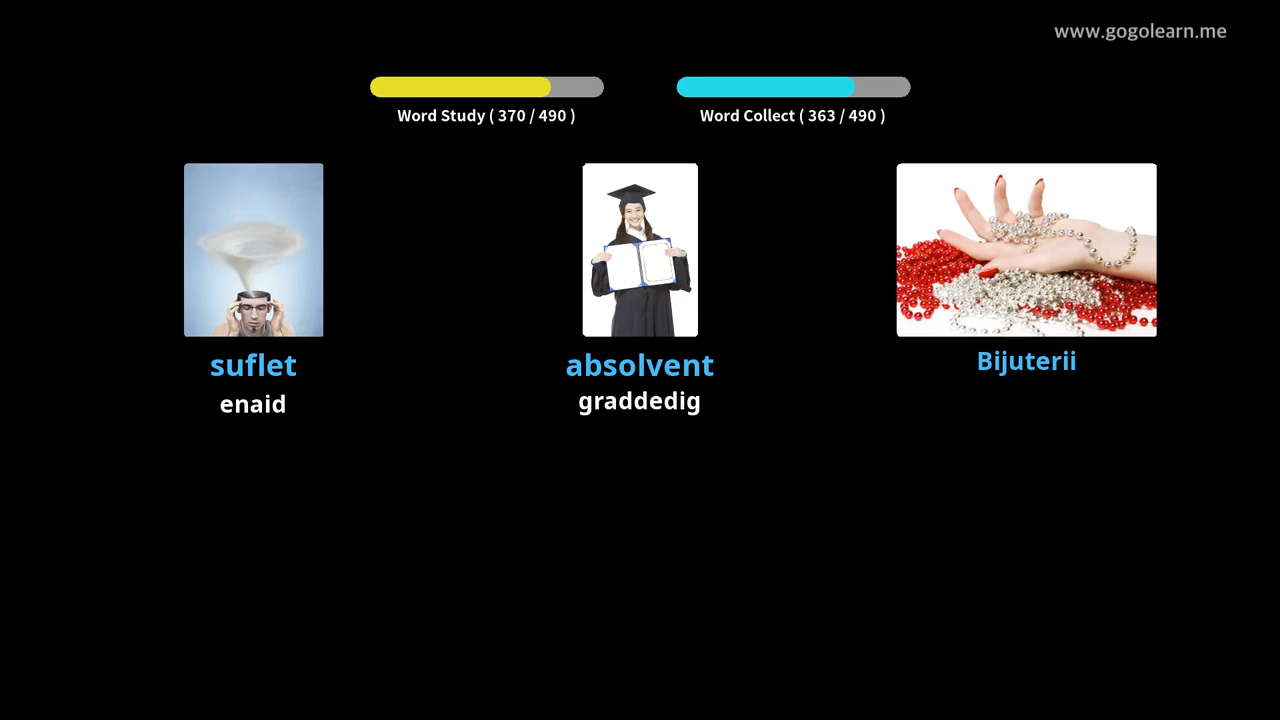 www.gogolearn.me
Word Study ( 370 / 490 )
Word Collect ( 363 / 490 )
suflet
enaid
absolvent
graddedig
Bijuterii